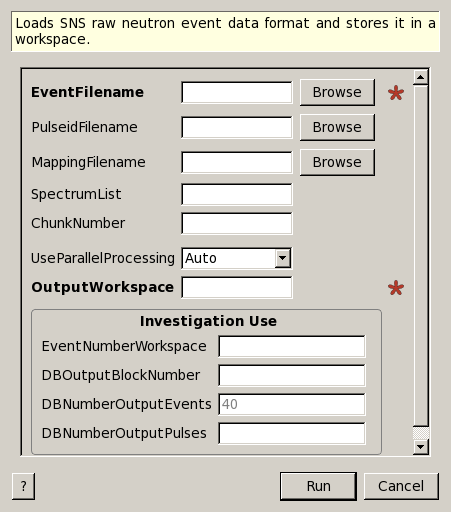 Loads SNS raw neutron event data format and stores it in a
workspace.
EventFilename Browse *
PulseidFilename Browse
MappingFilename Browse
SpectrumList
ChunkNumber
UseParallelProcessing Auto
OutputWorkspace *
Investigation Use
EventNumberWorkspace
DBOutputBlockNumber
DBNumberOutputEvents 40
DBNumberOutputPulses
? Run Cancel